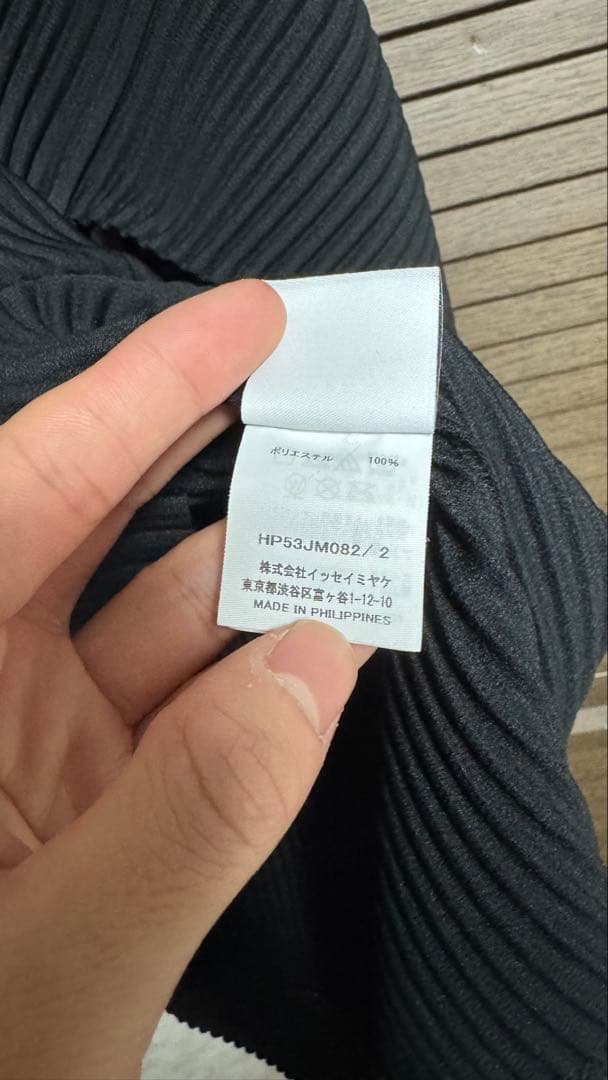 ポリエステル 100%
HP53JM082/ 2
株式会社イッセイミヤケ
東京都渋谷区富ヶ谷1-12-10
MADE IN PHILIPPINES